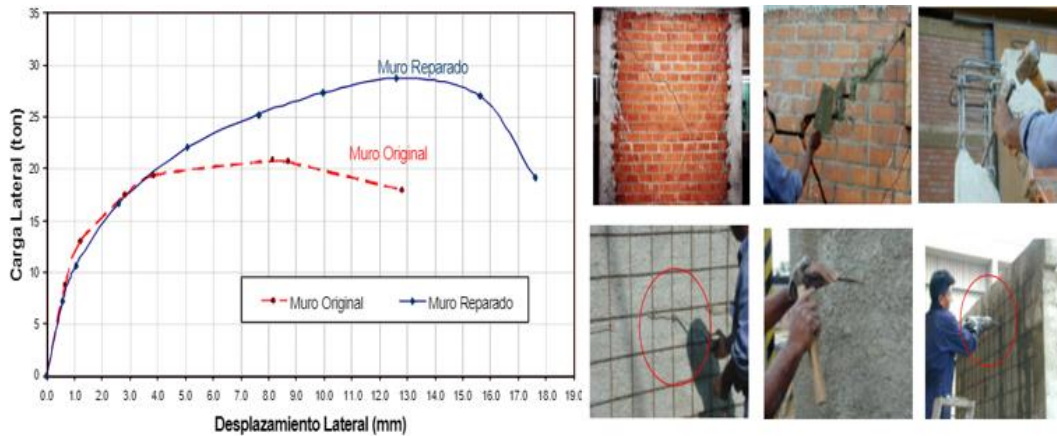 35
30
25
20
15
10
5
0
Carga Lateral (ton)
Muro Reparado
Muro Original
Muro Original Muro Reparado
0.0 1.0 2.0 3.0 4.0 5.0 6.0 7.0 8.0 9.0 10.0 11.0 12.0 13.0 14.0 15.0 16.0 17.0 18.0 19.0
Desplazamiento Lateral (mm)